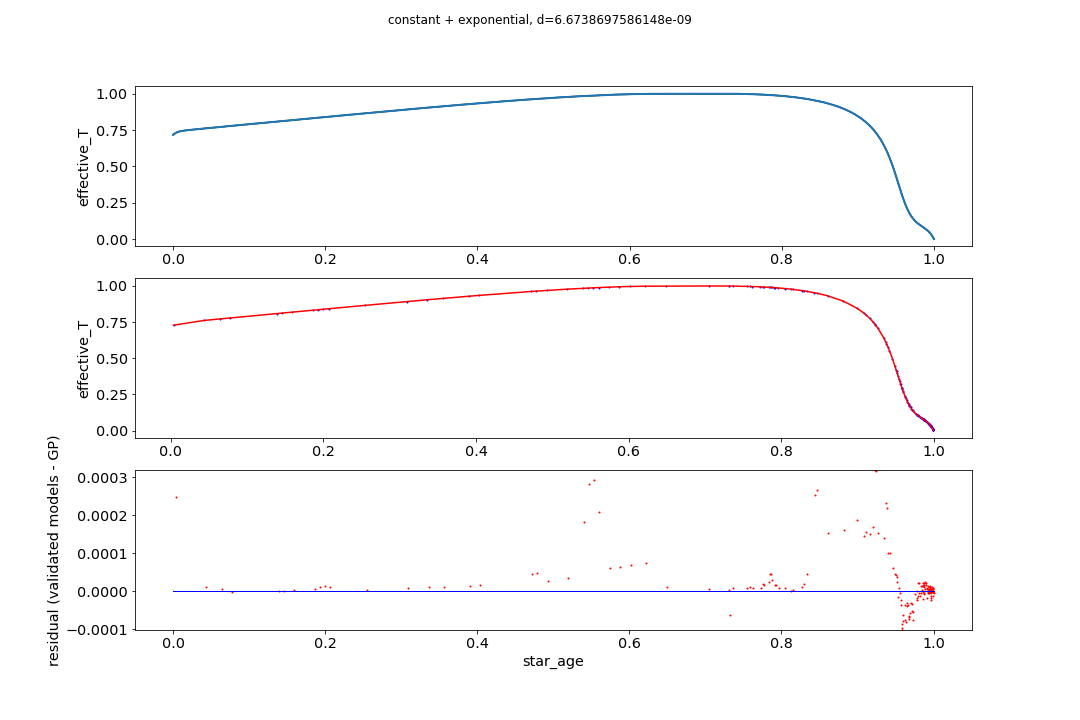 constant + exponential, d=6.6738697586148e-09
effective_T
1.00
0.75
0.50
0.25
0.00
0.0 0.2 0.4 0.6 0.8 1.0
effective_T
1.00
0.75
0.50
0.25
0.00
0.0 0.2 0.4 0.6 0.8 1.0
residual (validated models - GP)
0.0003
0.0002
0.0001
0.0000
−0.0001
0.0 0.2 0.4 0.6 0.8 1.0
star_age